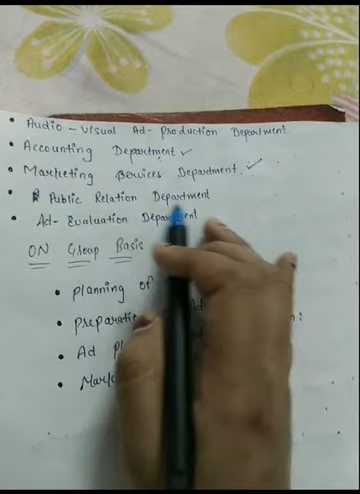 • Audio - visual Ad- Production Department
• Accounting Department ✓
• Marketing Services Department. ✓
• Public Relation Department
• Ad- Evaluation Department
ON Group Basis
• planning of
•
• Ad
•